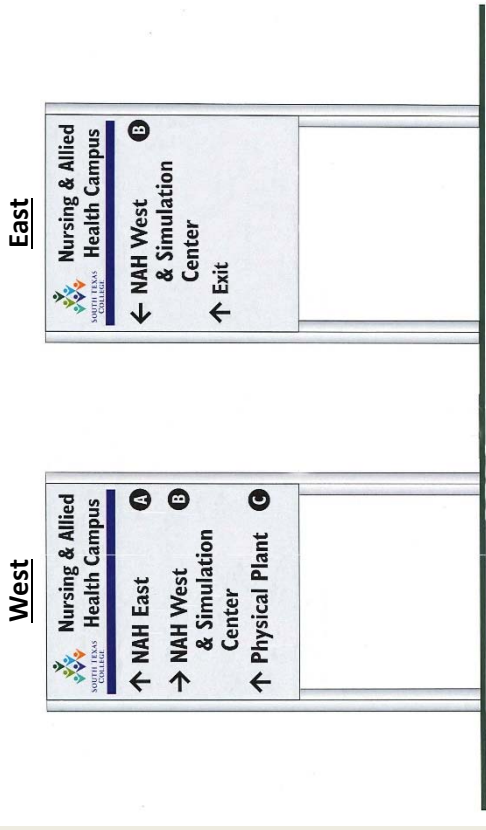 West
Nursing & Allied
Health Campus
SOUTH TEXAS
COLLEGE
↑ NAH East A
→ NAH West B
& Simulation
Center
↑ Physical Plant C
East
Nursing & Allied
Health Campus
SOUTH TEXAS
COLLEGE
← NAH West B
& Simulation
Center
↑ Exit